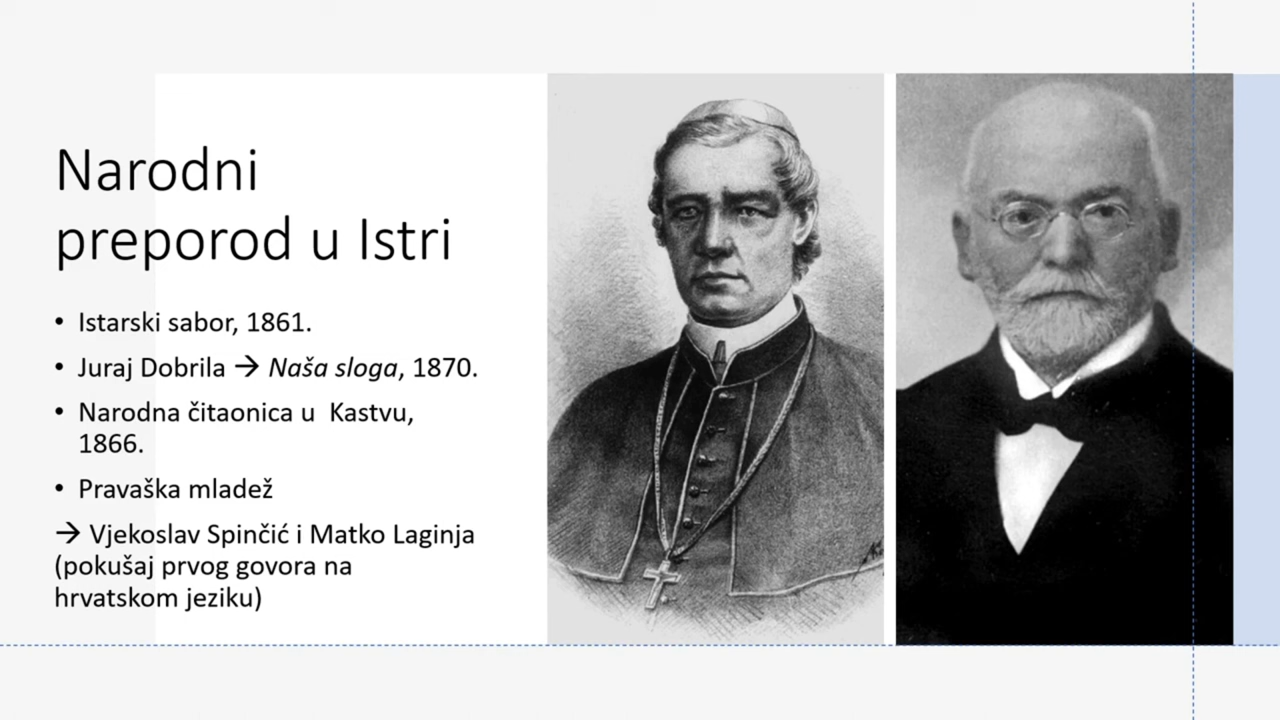 Narodni
preporod u Istri
• Istarski sabor, 1861.
• Juraj Dobrila → Naša sloga, 1870.
• Narodna čitaonica u  Kastvu,
1866.
• Pravaška mladež
→ Vjekoslav Spinčić i Matko Laginja
(pokušaj prvog govora na
hrvatskom jeziku)